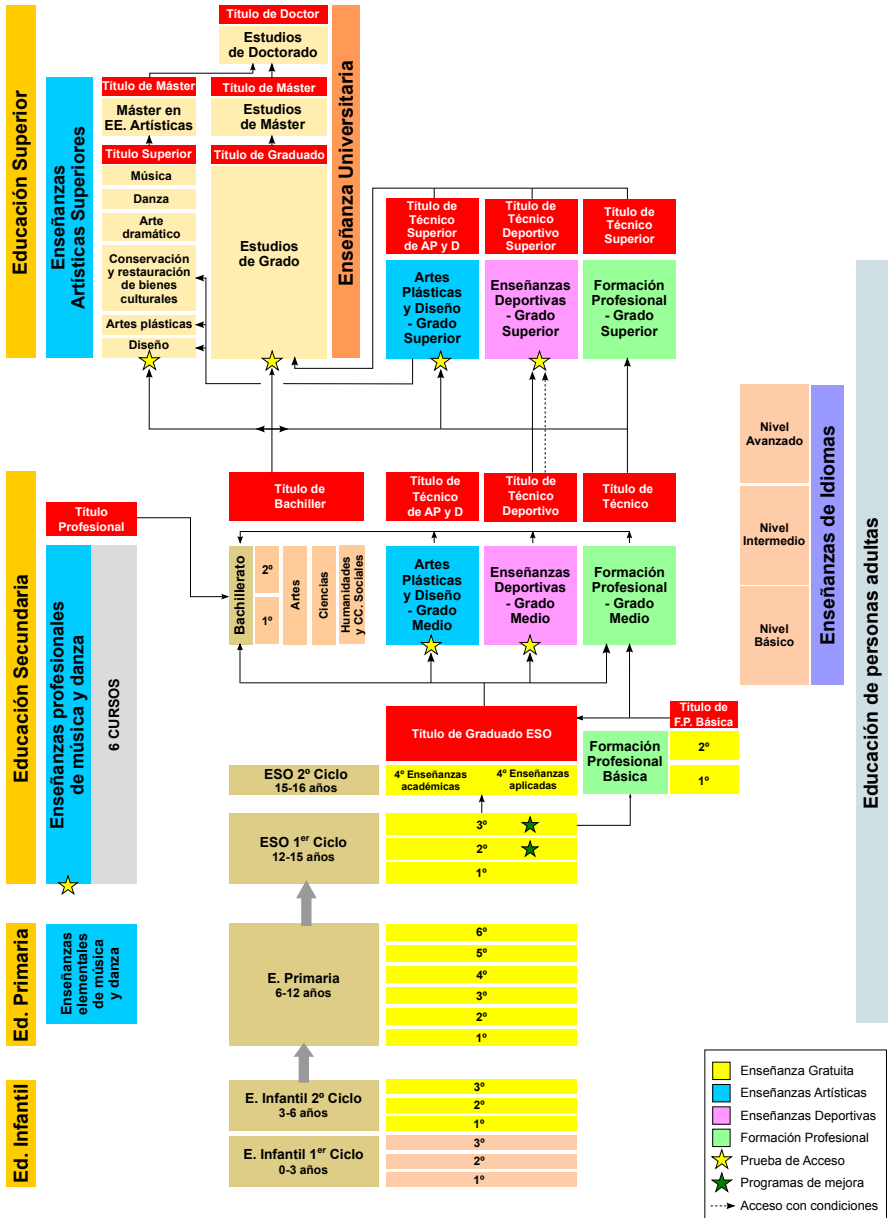 Educación Superior
Enseñanzas
Artísticas Superiores
Título de Doctor
Estudios
de Doctorado
Título de Máster
Máster en
EE. Artísticas
Título Superior
Música
Danza
Arte
dramático
Conservación
y restauración
de bienes
culturales
Artes plásticas
Diseño
Título de Máster
Estudios
de Máster
Título de Graduado
Estudios
de Grado
Enseñanza Universitaria
Título de
Técnico
Superior
de AP y D
Título de
Técnico
Deportivo
Superior
Título de
Técnico
Superior
Artes
Plásticas
y Diseño
- Grado
Superior
Enseñanzas
Deportivas
- Grado
Superior
Formación
Profesional
- Grado
Superior
Educación Secundaria
Título
Profesional
Enseñanzas profesionales
de música y danza
6 CURSOS
Título de
Bachiller
Título de
Técnico
de AP y D
Título de
Técnico
Deportivo
Título de
Técnico
Bachillerato
2º
1º
Artes
Ciencias
Humanidades
y CC. Sociales
Artes
Plásticas
y Diseño
- Grado
Medio
Enseñanzas
Deportivas
- Grado
Medio
Formación
Profesional
- Grado
Medio
Nivel
Avanzado
Nivel
Intermedio
Nivel
Básico
Enseñanzas de Idiomas
Educación de personas adultas
Título de Graduado ESO
Título de
F.P. Básica
Formación
Profesional
Básica
2º
1º
ESO 2º Ciclo
15-16 años
4º Enseñanzas
académicas
4º Enseñanzas
aplicadas
ESO 1er Ciclo
12-15 años
3º
2º
1º
Ed. Primaria
Enseñanzas
elementales
de música
y danza
E. Primaria
6-12 años
6º
5º
4º
3º
2º
1º
Ed. Infantil
E. Infantil 2º Ciclo
3-6 años
3º
2º
1º
E. Infantil 1er Ciclo
0-3 años
3º
2º
1º
Enseñanza Gratuita
Enseñanzas Artísticas
Enseñanzas Deportivas
Formación Profesional
Prueba de Acceso
Programas de mejora
Acceso con condiciones